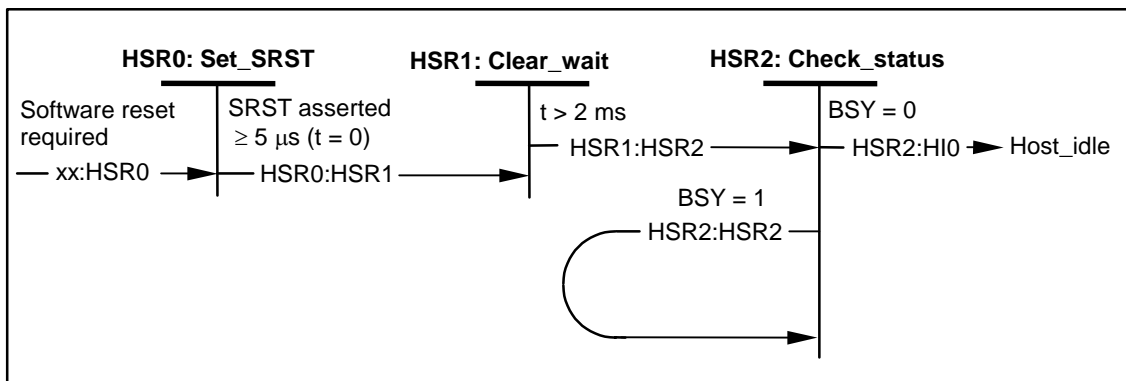 HSR0: Set_SRST
HSR1: Clear_wait
HSR2: Check_status
Software reset
required
xx:HSR0
SRST asserted
≥ 5 μs (t = 0)
HSR0:HSR1
t > 2 ms
HSR1:HSR2
BSY = 0
HSR2:HI0
Host_idle
BSY = 1
HSR2:HSR2